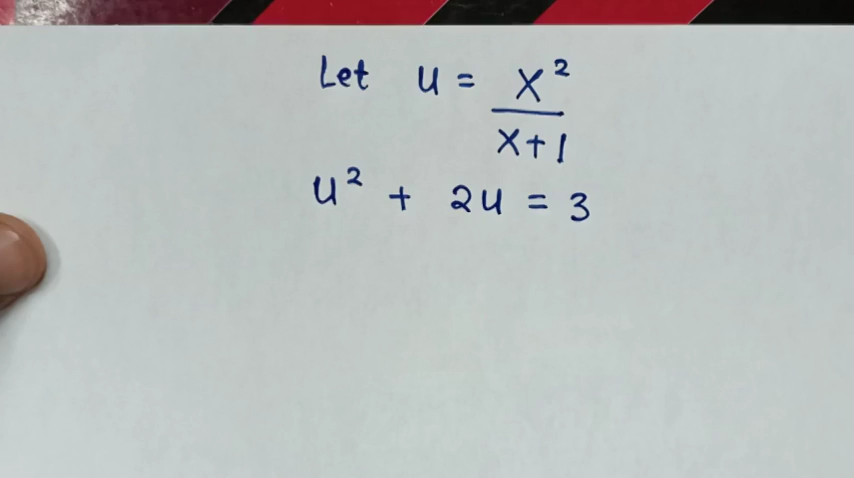 Let u = x²/(x+1)
u² + 2u = 3